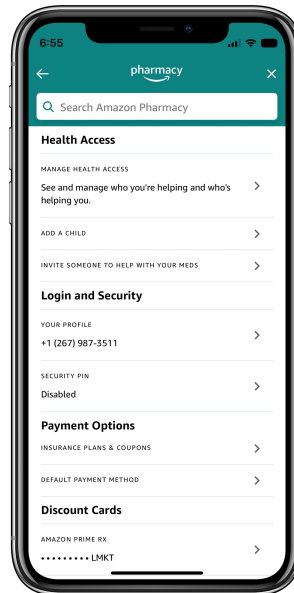 6:55
pharmacy
Search Amazon Pharmacy
Health Access
MANAGE HEALTH ACCESS
See and manage who you're helping and who's
helping you.
ADD A CHILD
INVITE SOMEONE TO HELP WITH YOUR MEDS
Login and Security
YOUR PROFILE
+1 (267) 987-3511
SECURITY PIN
Disabled
Payment Options
INSURANCE PLANS & COUPONS
DEFAULT PAYMENT METHOD
Discount Cards
AMAZON PRIME RX
•••••••••LMKT